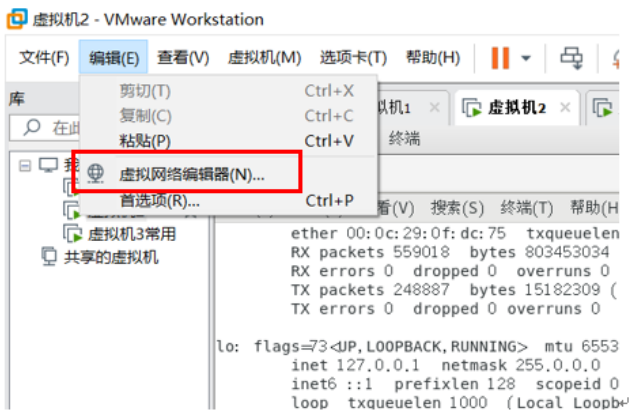 虚拟机2 - VMware Workstation
文件(F) 编辑(E) 查看(V) 虚拟机(M) 选项卡(T) 帮助(H)
库
剪切(T) Ctrl+X
复制(C) Ctrl+C
粘贴(P) Ctrl+V
虚拟网络编辑器(N)...
首选项(R)... Ctrl+P
在此
我
虚拟机3常用
共享的虚拟机
拟机1 × 虚拟机2 ×
终端
看(V) 搜索(S) 终端(T) 帮助(H
ether 00:0c:29:0f:dc:75 txqueuelen
RX packets 559018 bytes 803453034
RX errors 0 dropped 0 overruns 0
TX packets 248887 bytes 15182309 (
TX errors 0 dropped 0 overruns 0
lo: flags=73<UP,LOOPBACK,RUNNING> mtu 6553
inet 127.0.0.1 netmask 255.0.0.0
inet6 ::1 prefixlen 128 scopeid 0
loop txqueuelen 1000 (Local Loopb